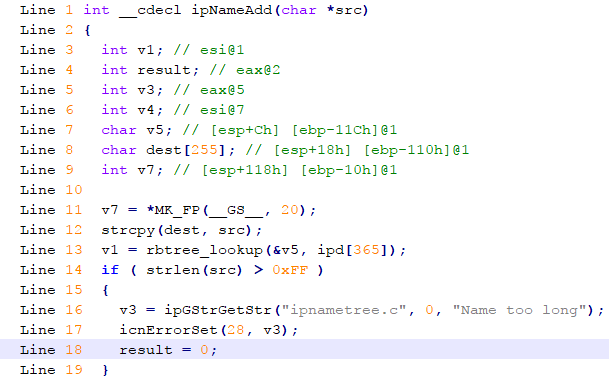 Line 1 int __cdecl ipNameAdd(char *src)
Line 2 {
Line 3 int v1; // esi@1
Line 4 int result; // eax@2
Line 5 int v3; // eax@5
Line 6 int v4; // esi@7
Line 7 char v5; // [esp+Ch] [ebp-11Ch]@1
Line 8 char dest[255]; // [esp+18h] [ebp-110h]@1
Line 9 int v7; // [esp+118h] [ebp-10h]@1
Line 10
Line 11 v7 = *MK_FP(__GS__, 20);
Line 12 strcpy(dest, src);
Line 13 v1 = rbtree_lookup(&v5, ipd[365]);
Line 14 if ( strlen(src) > 0xFF )
Line 15 {
Line 16 v3 = ipGStrGetStr("ipnametree.c", 0, "Name too long");
Line 17 icnErrorSet(28, v3);
Line 18 result = 0;
Line 19 }